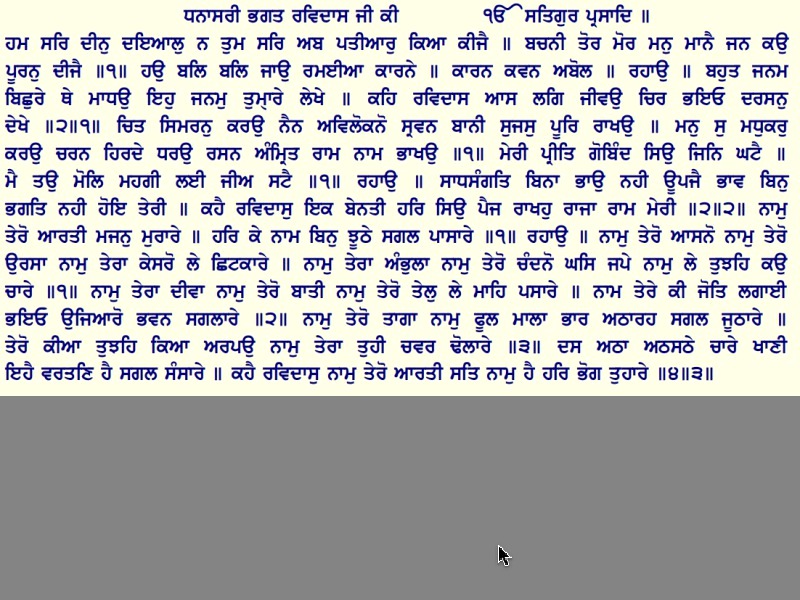 ਧਨਾਸਰੀ ਭਗਤ ਰਵਿਦਾਸ ਜੀ ਕੀ ੴ ਸਤਿਗੁਰ ਪ੍ਰਸਾਦਿ ॥
ਹਮ ਸਰਿ ਦੀਨੁ ਦਇਆਲੁ ਨ ਤੁਮ ਸਰਿ ਅਬ ਪਤੀਆਰੁ ਕਿਆ ਕੀਜੈ ॥ ਬਚਨੀ ਤੋਰ ਮੋਰ ਮਨੁ ਮਾਨੈ ਜਨ ਕਉ
ਪੂਰਨੁ ਦੀਜੈ ॥੧॥ ਹਉ ਬਲਿ ਬਲਿ ਜਾਉ ਰਮਈਆ ਕਾਰਨੇ ॥ ਕਾਰਨ ਕਵਨ ਅਬੋਲ ॥ ਰਹਾਉ ॥ ਬਹੁਤ ਜਨਮ
ਬਿਛੁਰੇ ਥੇ ਮਾਧਉ ਇਹੁ ਜਨਮੁ ਤੁਮ੍ਹਾਰੇ ਲੇਖੇ ॥ ਕਹਿ ਰਵਿਦਾਸ ਆਸ ਲਗਿ ਜੀਵਉ ਚਿਰ ਭਇਓ ਦਰਸਨੁ
ਦੇਖੇ ॥੨॥੧॥ ਚਿਤ ਸਿਮਰਨੁ ਕਰਉ ਨੈਨ ਅਵਿਲੋਕਨੋ ਸ੍ਰਵਨ ਬਾਨੀ ਸੁਜਸੁ ਪੂਰਿ ਰਾਖਉ ॥ ਮਨੁ ਸੁ ਮਧੁਕਰੁ
ਕਰਉ ਚਰਨ ਹਿਰਦੇ ਧਰਉ ਰਸਨ ਅੰਮ੍ਰਿਤ ਰਾਮ ਨਾਮ ਭਾਖਉ ॥੧॥ ਮੇਰੀ ਪ੍ਰੀਤਿ ਗੋਬਿੰਦ ਸਿਉ ਜਿਨਿ ਘਟੈ ॥
ਮੈ ਤਉ ਮੋਲਿ ਮਹਗੀ ਲਈ ਜੀਅ ਸਟੈ ॥੧॥ ਰਹਾਉ ॥ ਸਾਧਸੰਗਤਿ ਬਿਨਾ ਭਾਉ ਨਹੀ ਊਪਜੈ ਭਾਵ ਬਿਨੁ
ਭਗਤਿ ਨਹੀ ਹੋਇ ਤੇਰੀ ॥ ਕਹੈ ਰਵਿਦਾਸੁ ਇਕ ਬੇਨਤੀ ਹਰਿ ਸਿਉ ਪੈਜ ਰਾਖਹੁ ਰਾਜਾ ਰਾਮ ਮੇਰੀ ॥੨॥੨॥ ਨਾਮੁ
ਤੇਰੋ ਆਰਤੀ ਮਜਨੁ ਮੁਰਾਰੇ ॥ ਹਰਿ ਕੇ ਨਾਮ ਬਿਨੁ ਝੂਠੇ ਸਗਲ ਪਾਸਾਰੇ ॥੧॥ ਰਹਾਉ ॥ ਨਾਮੁ ਤੇਰੋ ਆਸਨੋ ਨਾਮੁ ਤੇਰੋ
ਉਰਸਾ ਨਾਮੁ ਤੇਰਾ ਕੇਸਰੋ ਲੇ ਛਿਟਕਾਰੇ ॥ ਨਾਮੁ ਤੇਰਾ ਅੰਭੁਲਾ ਨਾਮੁ ਤੇਰੋ ਚੰਦਨੋ ਘਸਿ ਜਪੇ ਨਾਮੁ ਲੇ ਤੁਝਹਿ ਕਉ
ਚਾਰੇ ॥੧॥ ਨਾਮੁ ਤੇਰਾ ਦੀਵਾ ਨਾਮੁ ਤੇਰੋ ਬਾਤੀ ਨਾਮੁ ਤੇਰੋ ਤੇਲੁ ਲੇ ਮਾਹਿ ਪਸਾਰੇ ॥ ਨਾਮ ਤੇਰੇ ਕੀ ਜੋਤਿ ਲਗਾਈ
ਭਇਓ ਉਜਿਆਰੋ ਭਵਨ ਸਗਲਾਰੇ ॥੨॥ ਨਾਮੁ ਤੇਰੋ ਤਾਗਾ ਨਾਮੁ ਫੂਲ ਮਾਲਾ ਭਾਰ ਅਠਾਰਹ ਸਗਲ ਜੂਠਾਰੇ ॥
ਤੇਰੋ ਕੀਆ ਤੁਝਹਿ ਕਿਆ ਅਰਪਉ ਨਾਮੁ ਤੇਰਾ ਤੁਹੀ ਚਵਰ ਢੋਲਾਰੇ ॥੩॥ ਦਸ ਅਠਾ ਅਠਸਠੇ ਚਾਰੇ ਖਾਣੀ
ਇਹੈ ਵਰਤਣਿ ਹੈ ਸਗਲ ਸੰਸਾਰੇ ॥ ਕਹੈ ਰਵਿਦਾਸੁ ਨਾਮੁ ਤੇਰੋ ਆਰਤੀ ਸਤਿ ਨਾਮੁ ਹੈ ਹਰਿ ਭੋਗ ਤੁਹਾਰੇ ॥੪॥੩॥